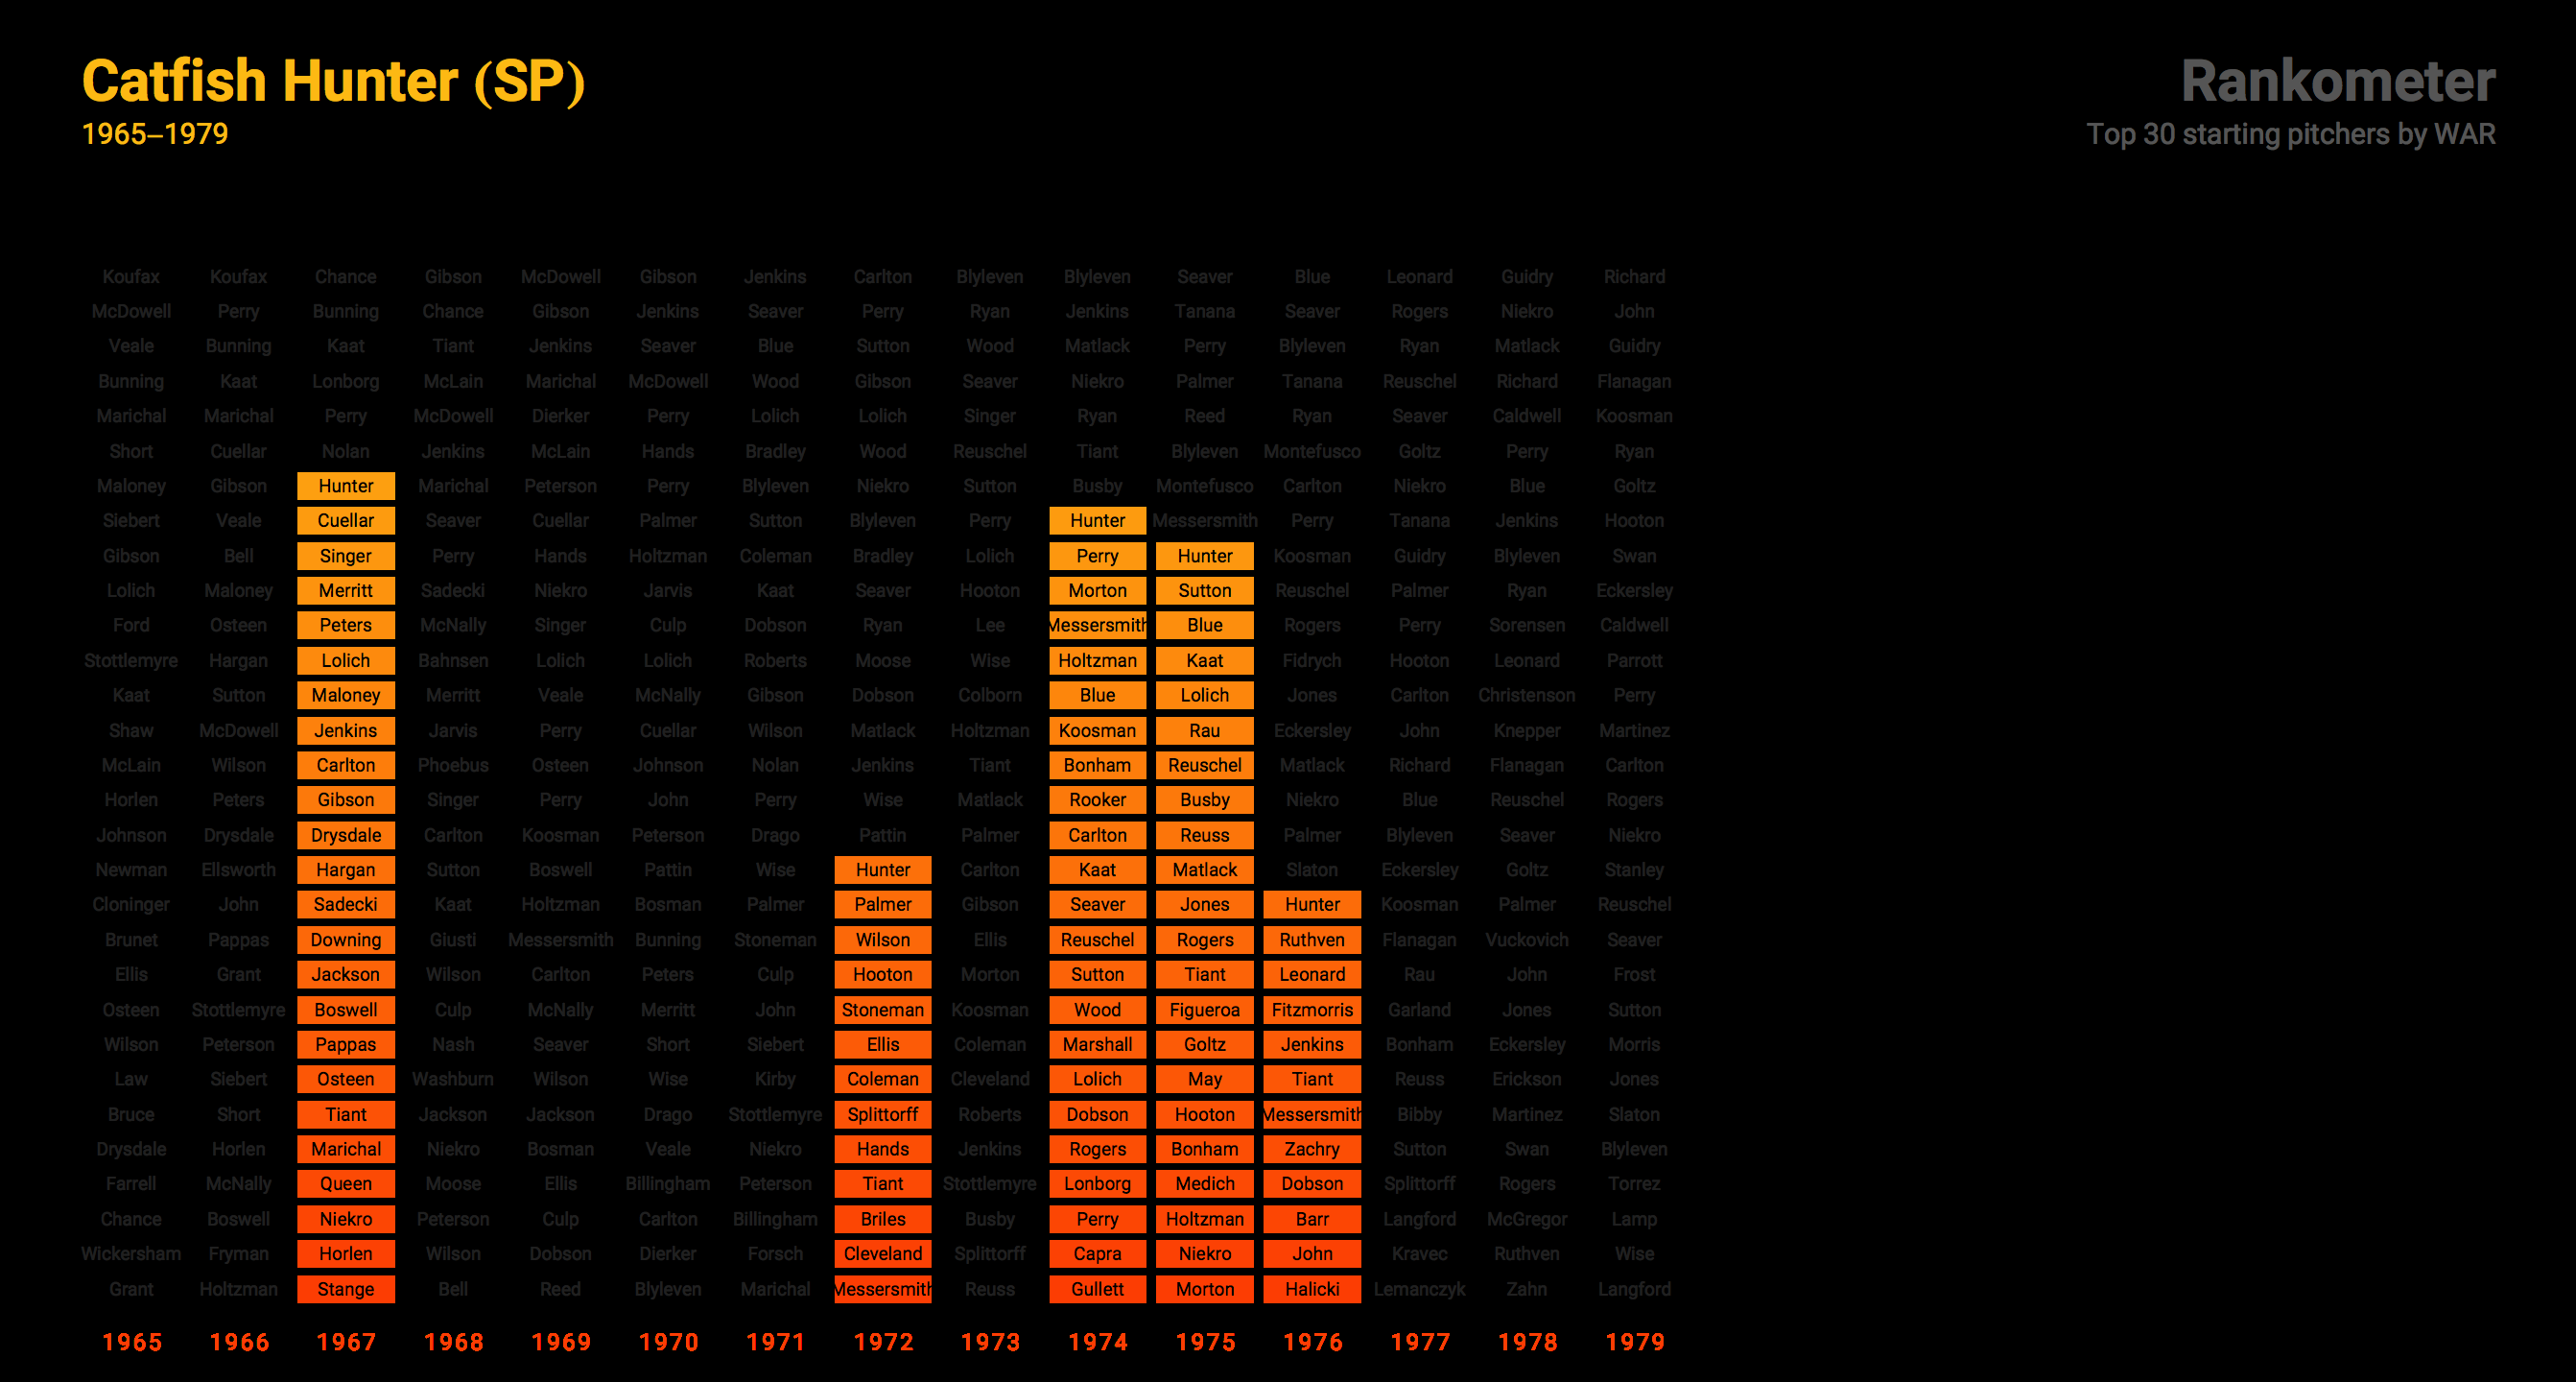 Catfish Hunter (SP)
1965–1979
Rankometer
Top 30 starting pitchers by WAR
Koufax Koufax Chance Gibson McDowell Gibson Jenkins Carlton Blyleven Blyleven Seaver Blue Leonard Guidry Richard
McDowell Perry Bunning Chance Gibson Jenkins Seaver Perry Ryan Jenkins Tanana Seaver Rogers Niekro John
Veale Bunning Kaat Tiant Jenkins Seaver Blue Sutton Wood Matlack Perry Blyleven Ryan Matlack Guidry
Bunning Kaat Lonborg McLain Marichal McDowell Wood Gibson Seaver Niekro Palmer Tanana Reuschel Richard Flanagan
Marichal Marichal Perry McDowell Dierker Perry Lolich Lolich Singer Ryan Reed Ryan Seaver Caldwell Koosman
Short Cuellar Nolan Jenkins McLain Hands Bradley Wood Reuschel Tiant Blyleven Montefusco Goltz Perry Ryan
Maloney Gibson Hunter Marichal Peterson Perry Blyleven Niekro Sutton Busby Montefusco Carlton Niekro Blue Goltz
Siebert Veale Cuellar Seaver Cuellar Palmer Sutton Blyleven Perry Hunter Messersmith Perry Tanana Jenkins Hooton
Gibson Bell Singer Perry Hands Holtzman Coleman Bradley Lolich Perry Hunter Koosman Guidry Blyleven Swan
Lolich Maloney Merritt Sadecki Niekro Jarvis Kaat Seaver Hooton Morton Sutton Reuschel Palmer Ryan Eckersley
Ford Osteen Peters McNally Singer Culp Dobson Ryan Lee Messersmith Blue Rogers Perry Sorensen Caldwell
Stottlemyre Hargan Lolich Bahnsen Lolich Lolich Roberts Moose Wise Holtzman Kaat Fidrych Hooton Leonard Parrott
Kaat Sutton Maloney Merritt Veale McNally Gibson Dobson Colborn Blue Lolich Jones Carlton Christenson Perry
Shaw McDowell Jenkins Jarvis Perry Cuellar Wilson Matlack Holtzman Koosman Rau Eckersley John Knepper Martinez
McLain Wilson Carlton Phoebus Osteen Johnson Nolan Jenkins Tiant Bonham Reuschel Matlack Richard Flanagan Carlton
Horlen Peters Gibson Singer Perry John Perry Wise Matlack Rooker Busby Niekro Blue Reuschel Rogers
Johnson Drysdale Drysdale Carlton Koosman Peterson Drago Pattin Palmer Carlton Reuss Palmer Blyleven Seaver Niekro
Newman Ellsworth Hargan Sutton Boswell Pattin Wise Hunter Carlton Kaat Matlack Slaton Eckersley Goltz Stanley
Cloninger John Sadecki Kaat Holtzman Bosman Palmer Palmer Gibson Seaver Jones Hunter Koosman Palmer Reuschel
Brunet Pappas Downing Giusti Messersmith Bunning Stoneman Wilson Ellis Reuschel Rogers Ruthven Flanagan Vuckovich Seaver
Ellis Grant Jackson Wilson Carlton Peters Culp Hooton Morton Sutton Tiant Leonard Rau John Frost
Osteen Stottlemyre Boswell Culp McNally Merritt John Stoneman Koosman Wood Figueroa Fitzmorris Garland Jones Sutton
Wilson Peterson Pappas Nash Seaver Short Siebert Ellis Coleman Marshall Goltz Jenkins Bonham Eckersley Morris
Law Siebert Osteen Washburn Wilson Wise Kirby Coleman Cleveland Lolich May Tiant Reuss Erickson Jones
Bruce Short Tiant Jackson Jackson Drago Stottlemyre Splittorff Roberts Dobson Hooton Messersmith Bibby Martinez Slaton
Drysdale Horlen Marichal Niekro Bosman Veale Niekro Hands Jenkins Rogers Bonham Zachry Sutton Swan Blyleven
Farrell McNally Queen Moose Ellis Billingham Peterson Tiant Stottlemyre Lonborg Medich Dobson Splittorff Rogers Torrez
Chance Boswell Niekro Peterson Culp Carlton Billingham Briles Busby Perry Holtzman Barr Langford McGregor Lamp
Wickersham Fryman Horlen Wilson Dobson Dierker Forsch Cleveland Splittorff Capra Niekro John Kravec Ruthven Wise
Grant Holtzman Stange Bell Reed Blyleven Marichal Messersmith Reuss Gullett Morton Halicki Lemanczyk Zahn Langford
1965 1966 1967 1968 1969 1970 1971 1972 1973 1974 1975 1976 1977 1978 1979